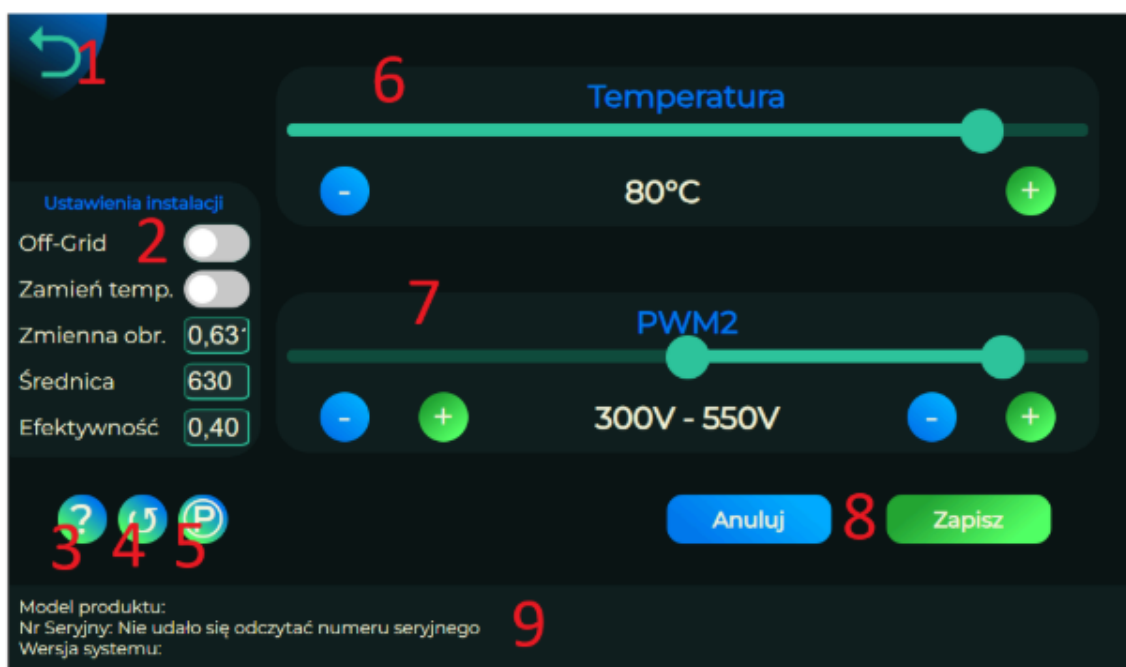 1
6
Temperatura
-
80°C
+
Ustawienia instalacji
Off-Grid
2
Zamień temp.
Zmienna obr.
0,631
Średnica
630
Efektywność
0,40
7
PWM2
-
+
300V - 550V
-
+
?
↺
P
3
4
5
Anuluj
8
Zapisz
Model produktu:
Nr Seryjny: Nie udało się odczytać numeru seryjnego
Wersja systemu:
9